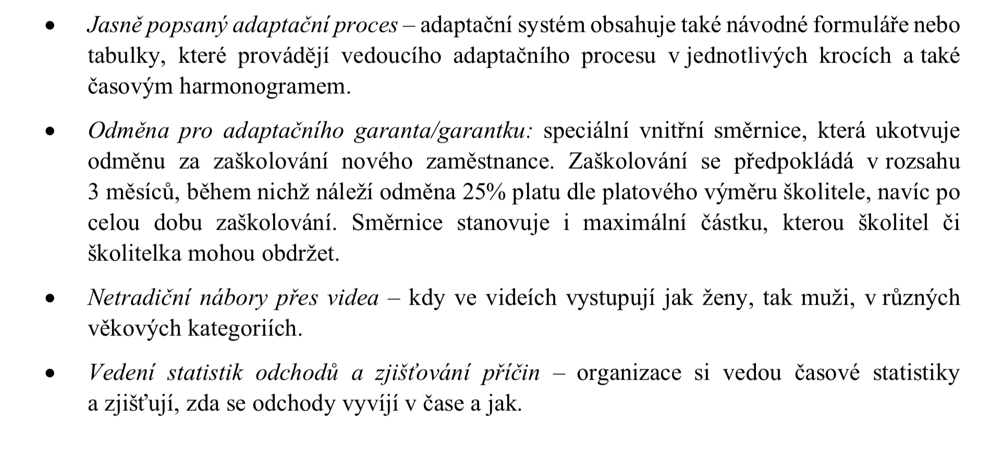 • Jasně popsaný adaptační proces – adaptační systém obsahuje také návodné formuláře nebo
tabulky, které provádějí vedoucího adaptačního procesu v jednotlivých krocích a také
časovým harmonogramem.
• Odměna pro adaptačního garanta/garantku: speciální vnitřní směrnice, která ukotvuje
odměnu za zaškolování nového zaměstnance. Zaškolování se předpokládá v rozsahu
3 měsíců, během nichž náleží odměna 25% platu dle platového výměru školitele, navíc po
celou dobu zaškolování. Směrnice stanovuje i maximální částku, kterou školitel či
školitelka mohou obdržet.
• Netradiční nábory přes videa – kdy ve videích vystupují jak ženy, tak muži, v různých
věkových kategoriích.
• Vedení statistik odchodů a zjišťování příčin – organizace si vedou časové statistiky
a zjišťují, zda se odchody vyvíjí v čase a jak.